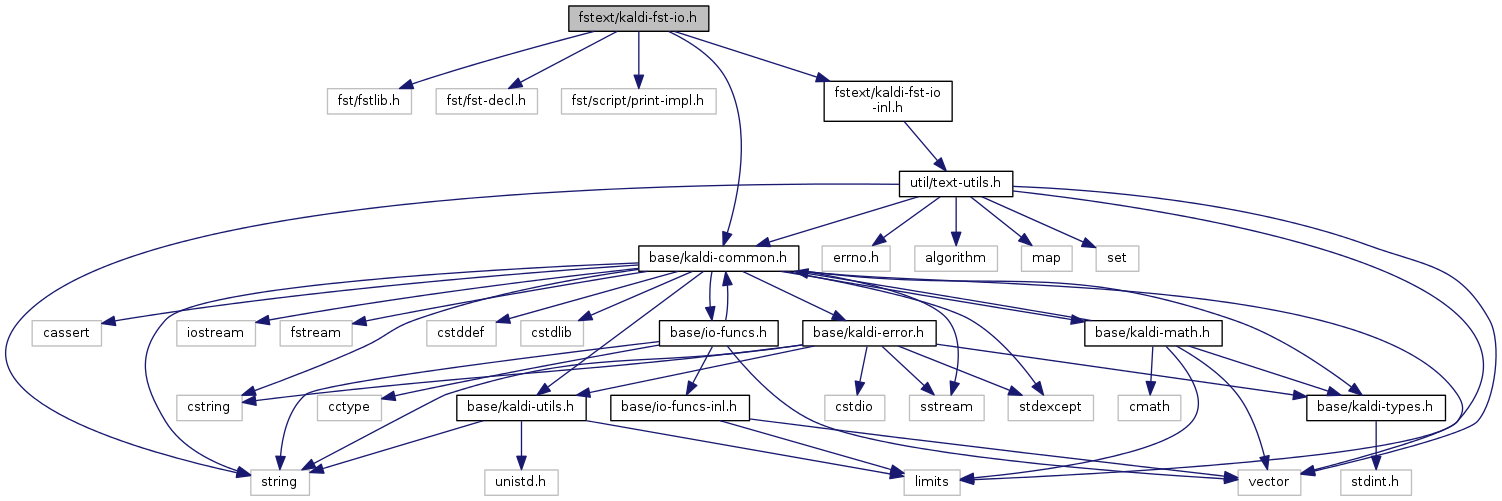 fstext/kaldi-fst-io.h
fst/fstlib.h
fst/fst-decl.h
fst/script/print-impl.h
fstext/kaldi-fst-io
-inl.h
util/text-utils.h
base/kaldi-common.h
errno.h
algorithm
map
set
cassert
iostream
fstream
cstddef
cstdlib
base/io-funcs.h
base/kaldi-error.h
base/kaldi-math.h
cstring
cctype
base/kaldi-utils.h
base/io-funcs-inl.h
cstdio
sstream
stdexcept
cmath
base/kaldi-types.h
string
unistd.h
limits
vector
stdint.h